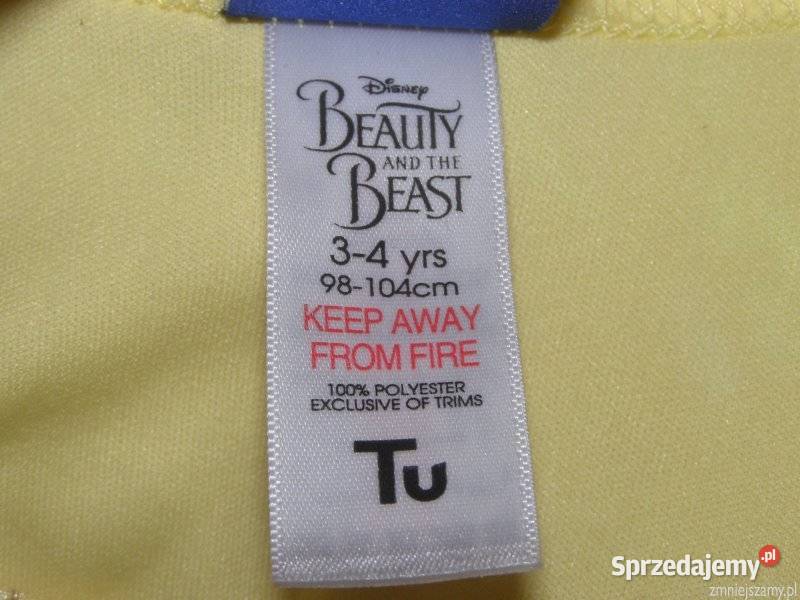 Disney
BEAUTY
AND THE
BEAST
3-4 yrs
98-104cm
KEEP AWAY
FROM FIRE
100% POLYESTER
EXCLUSIVE OF TRIMS
Tu
Sprzedajemy.pl
zmniejszamy.pl